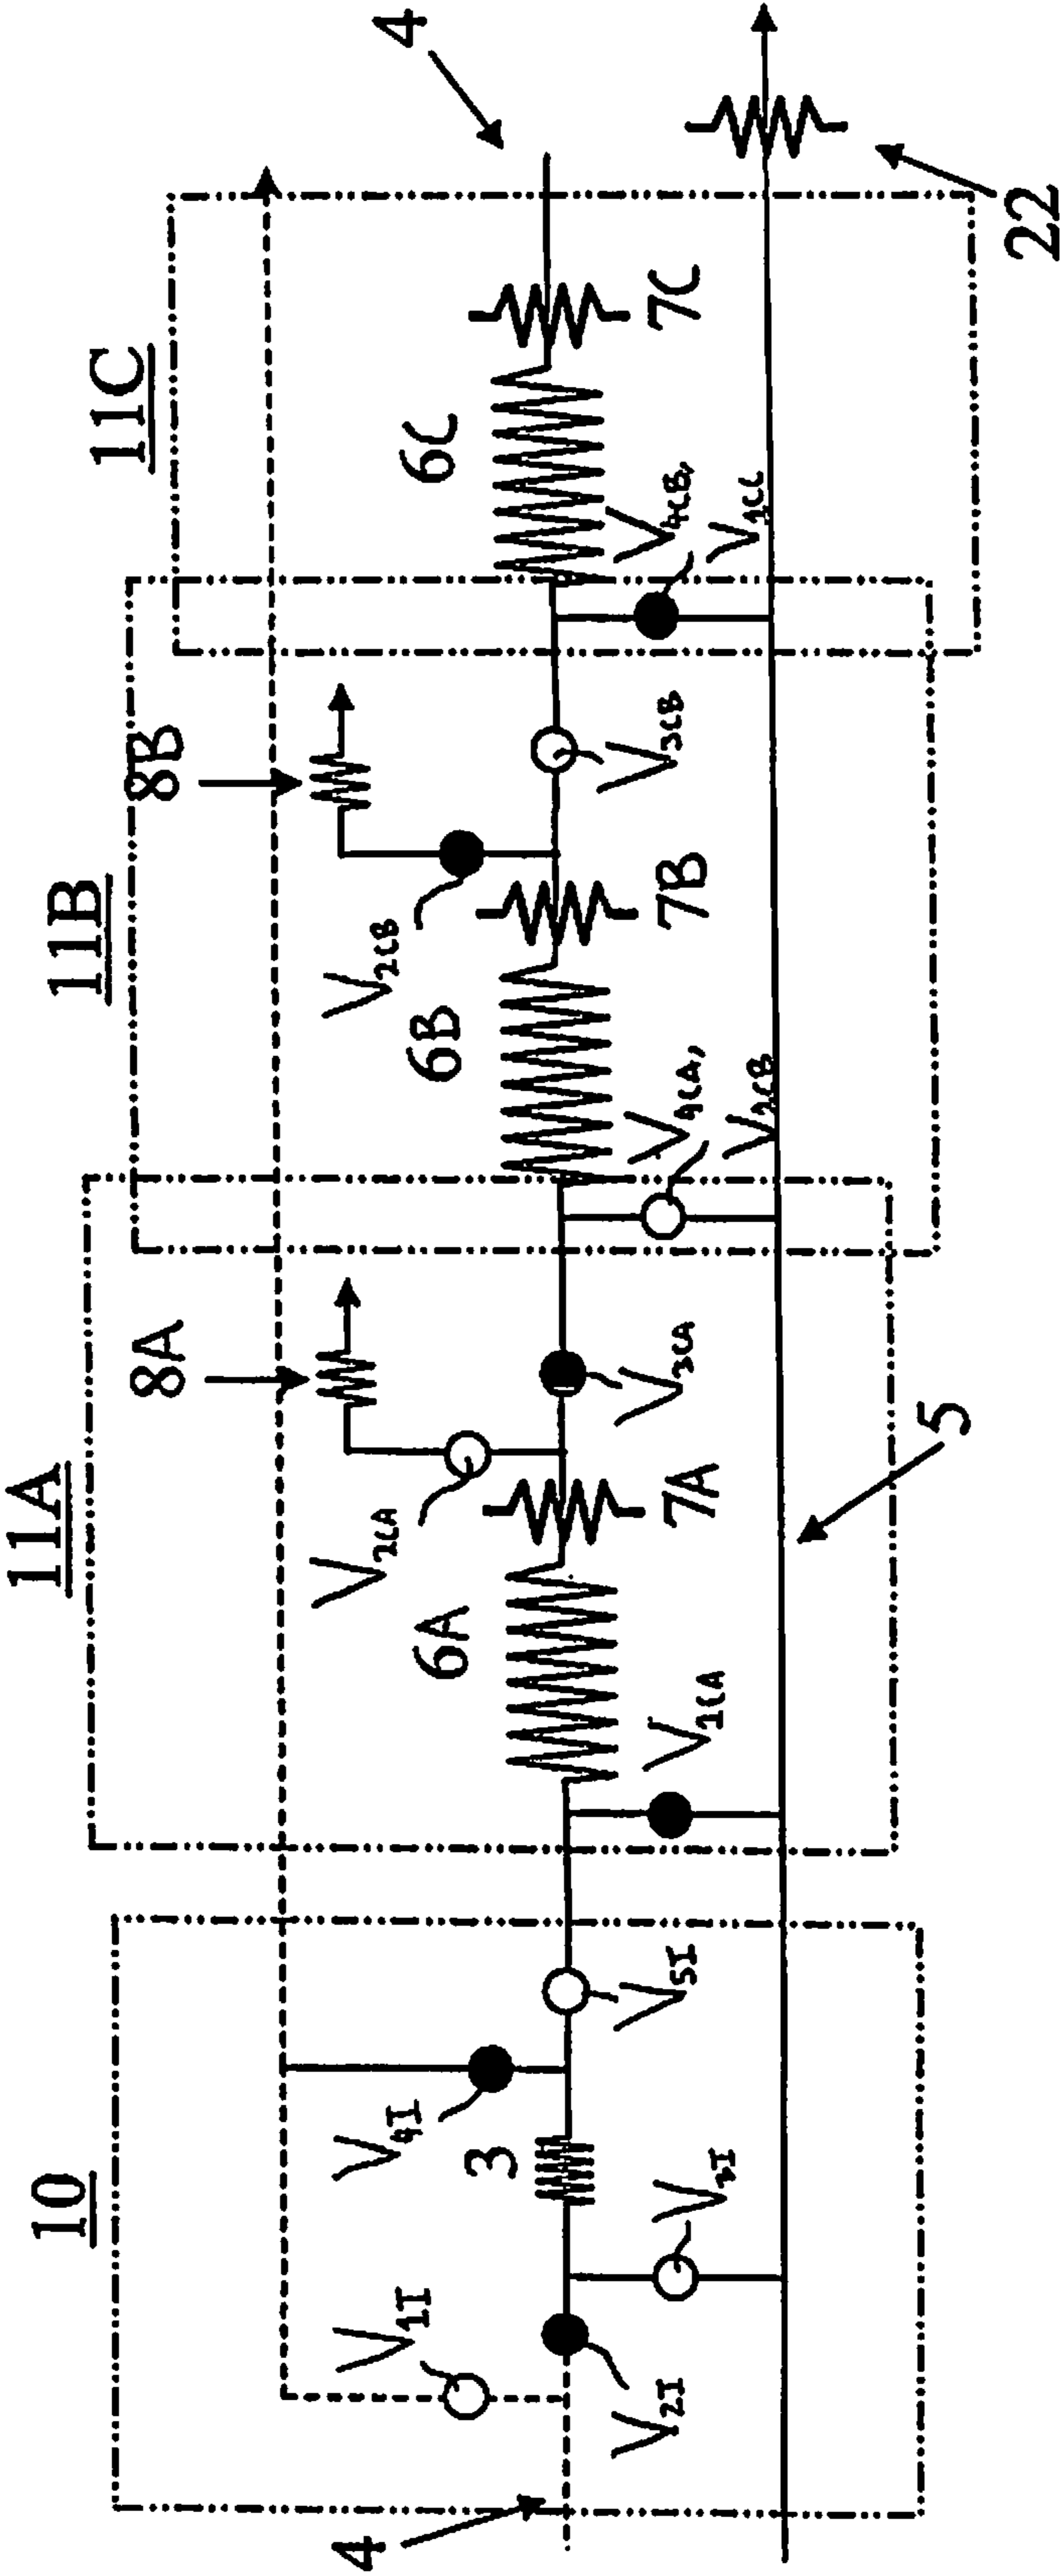 10
11A
11B
11C
8A
8B
4
4
V1I
V4I
V2CA
V2CB
3
6A
6B
6C
V2I
V3I
V5I
V1CA
7A
V3CA
V4CA,
V1CB
7B
V3CB
V4CB,
V1CC
7C
5
22